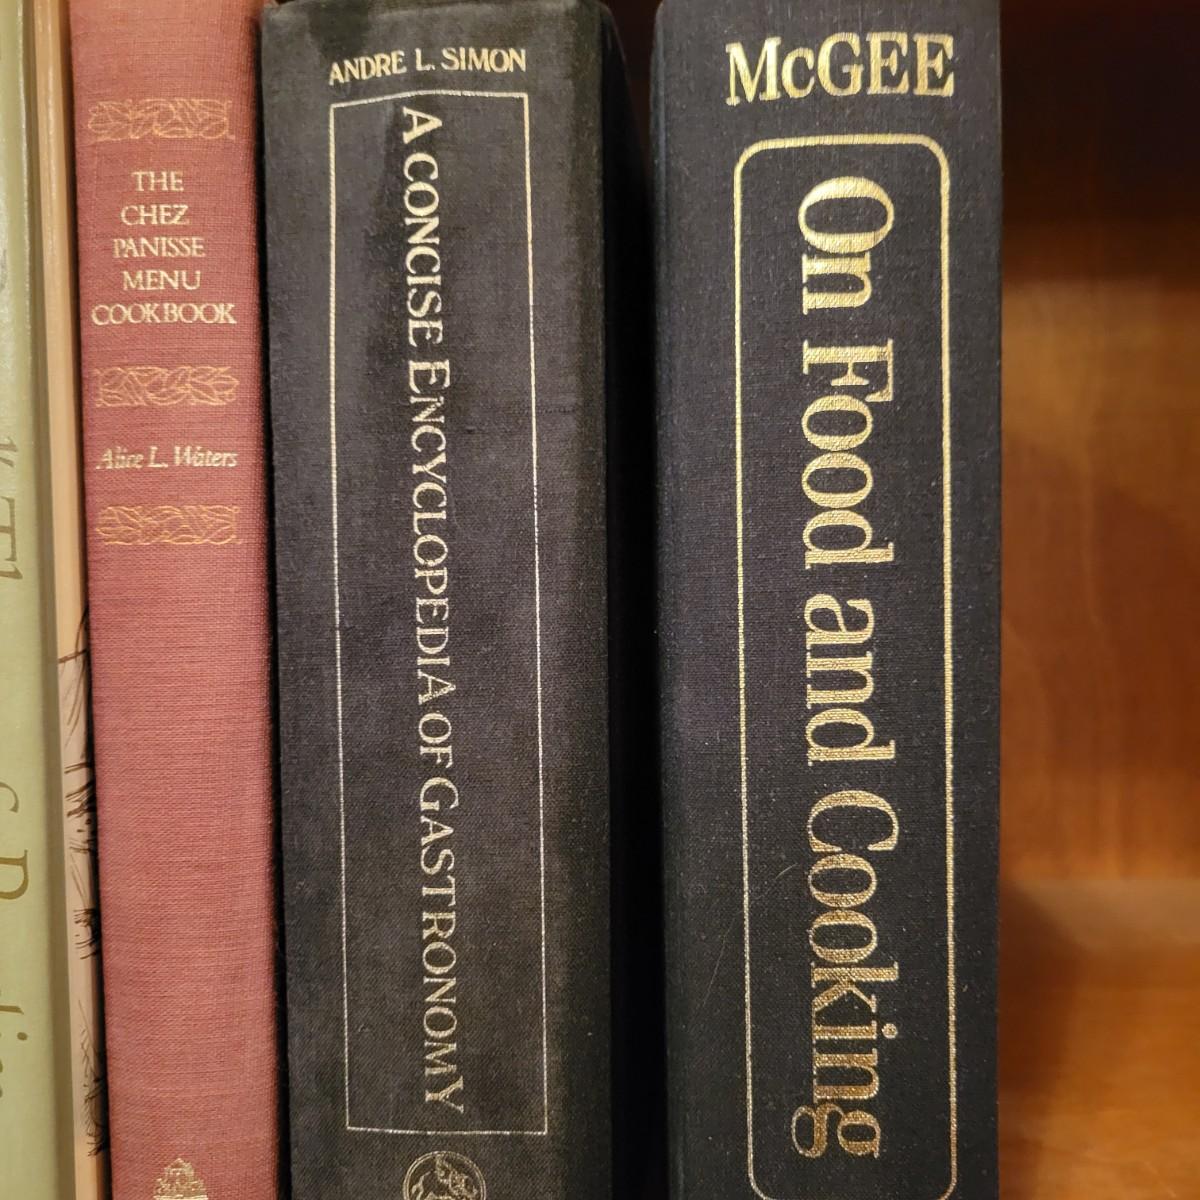 THE
CHEZ
PANISSE
MENU
COOKBOOK
Alice L. Waters
ANDRE L. SIMON
A CONCISE ENCYCLOPEDIA OF GASTRONOMY
McGEE
On Food and Cooking